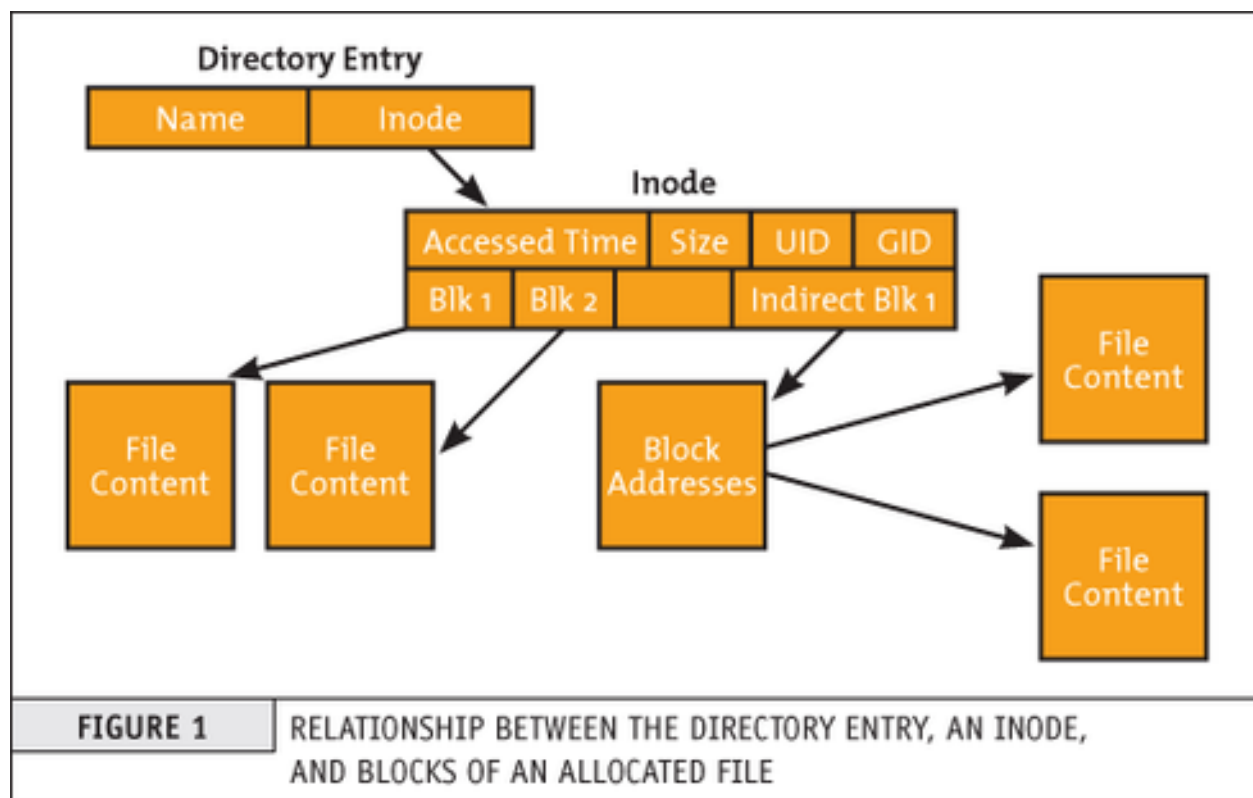 Directory Entry
Name Inode
Inode
Accessed Time Size UID GID
Blk 1 Blk 2 Indirect Blk 1
File
Content
File
Content
Block
Addresses
File
Content
File
Content
FIGURE 1
RELATIONSHIP BETWEEN THE DIRECTORY ENTRY, AN INODE,
AND BLOCKS OF AN ALLOCATED FILE